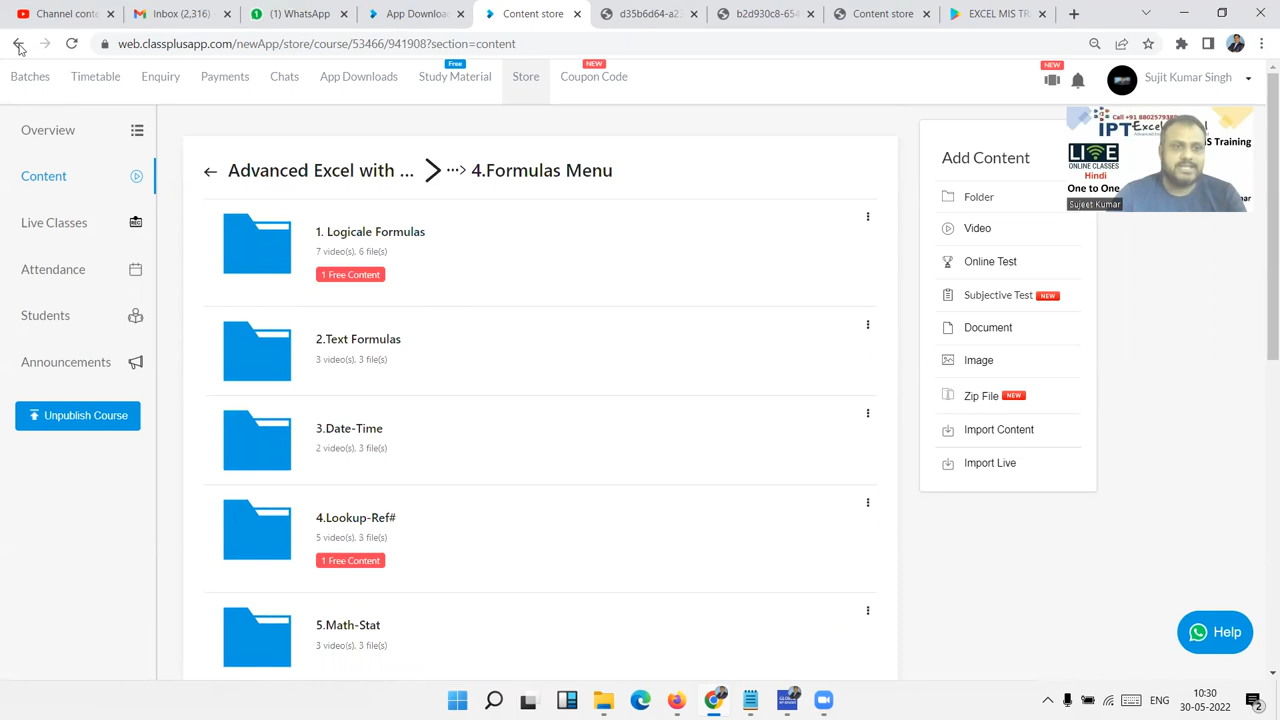 Channel conte
Inbox (2,316)
(1) WhatsApp
App Downloac
Content store
d35b6d64-a2
b2d930c8-654
Content store
EXCEL MIS TR
web.classplusapp.com/newApp/store/course/53466/941908?section=content
Batches
Timetable
Enquiry
Payments
Chats
App Downloads
Free
Study Material
Store
NEW
Coupon Code
NEW
Sujit Kumar Singh
Overview
Content
Live Classes
Attendance
Students
Announcements
Unpublish Course
Advanced Excel with ...
4.Formulas Menu
1. Logicale Formulas
7 video(s). 6 file(s)
1 Free Content
2.Text Formulas
3 video(s). 3 file(s)
3.Date-Time
2 video(s). 3 file(s)
4.Lookup-Ref#
5 video(s). 3 file(s)
1 Free Content
5.Math-Stat
3 video(s). 3 file(s)
Add Content
Folder
Video
Online Test
Subjective Test NEW
Document
Image
Zip File NEW
Import Content
Import Live
IPT
LIVE
ONLINE CLASSES
Hindi
One to One
Sujeet Kumar
Help
ENG
10:30
30-05-2022
2